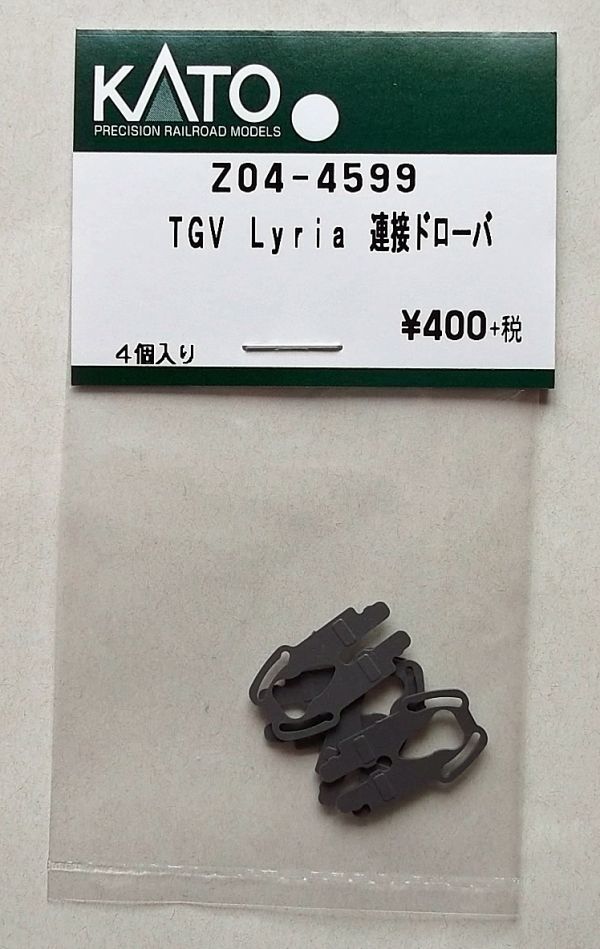 KATO
PRECISION RAILROAD MODELS
Z04-4599
TGV Lyria 連接ドローバ
¥400+税
4個入り